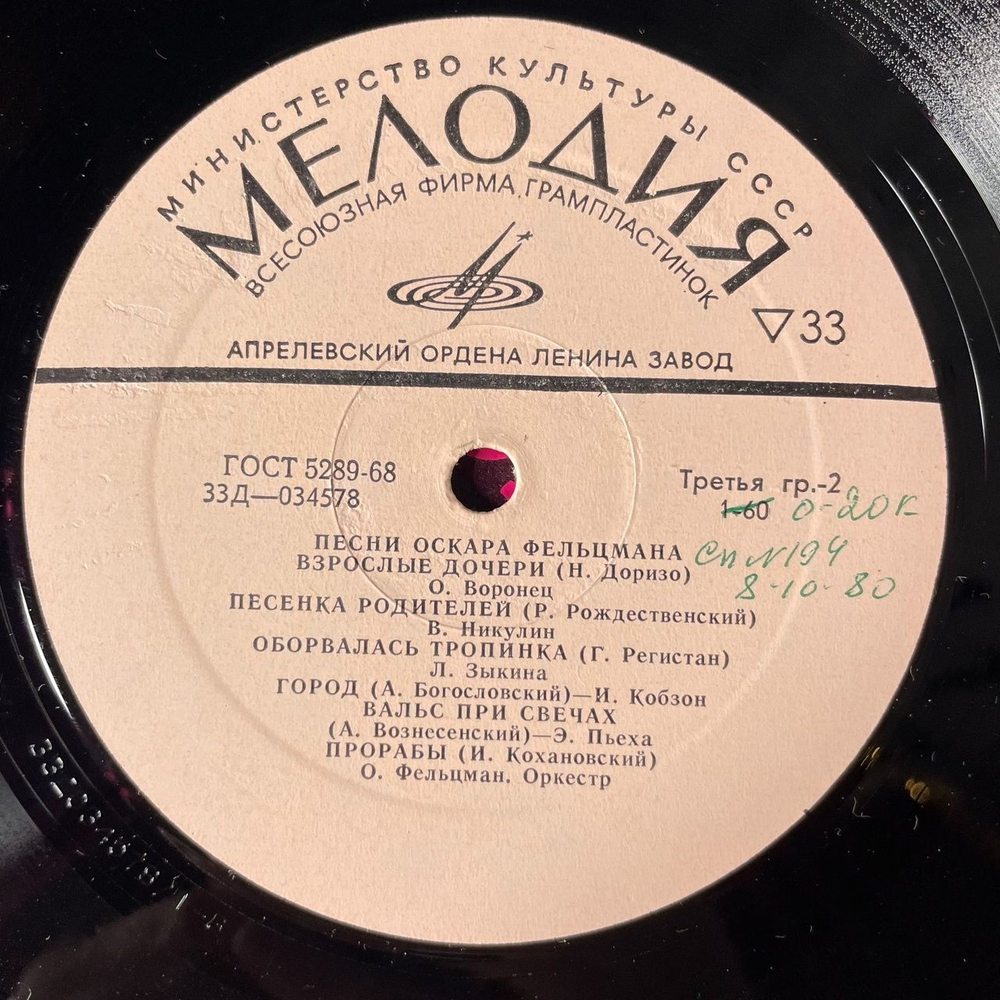 МИНИСТЕРСТВО КУЛЬТУРЫ СССР
МЕЛОДИЯ
ВСЕСОЮЗНАЯ ФИРМА ГРАМПЛАСТИНОК
▽33
АПРЕЛЕВСКИЙ ОРДЕНА ЛЕНИНА ЗАВОД
ГОСТ 5289-68
33Д—034578
Третья гр.-2
1-60 0-20к
Сп N194
8-10-80
ПЕСНИ ОСКАРА ФЕЛЬЦМАНА
ВЗРОСЛЫЕ ДОЧЕРИ (Н. Доризо)
О. Воронец
ПЕСЕНКА РОДИТЕЛЕЙ (Р. Рождественский)
В. Никулин
ОБОРВАЛАСЬ ТРОПИНКА (Г. Регистан)
Л. Зыкина
ГОРОД (А. Богословский)—И. Кобзон
ВАЛЬС ПРИ СВЕЧАХ
(А. Вознесенский)—Э. Пьеха
ПРОРАБЫ (И. Кохановский)
О. Фельцман. Оркестр